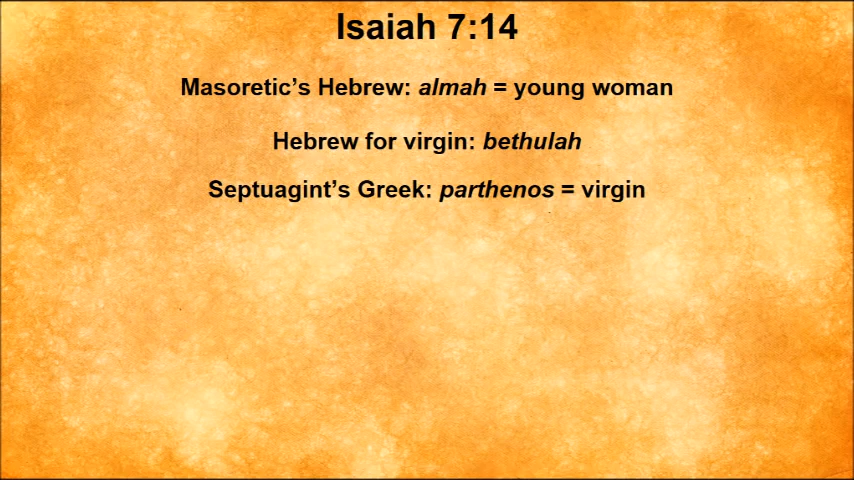 Isaiah 7:14
Masoretic’s Hebrew: almah = young woman
Hebrew for virgin: bethulah
Septuagint’s Greek: parthenos = virgin